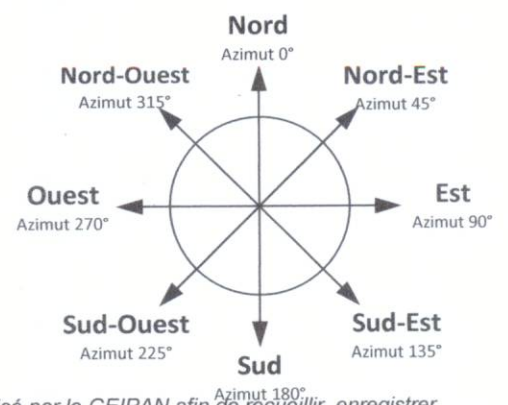 Nord
Azimut 0°
Nord-Ouest
Azimut 315°
Nord-Est
Azimut 45°
Ouest
Azimut 270°
Est
Azimut 90°
Sud-Ouest
Azimut 225°
Sud-Est
Azimut 135°
Sud
Azimut 180°
par le GEIPAN afin de recueillir, enregistrer